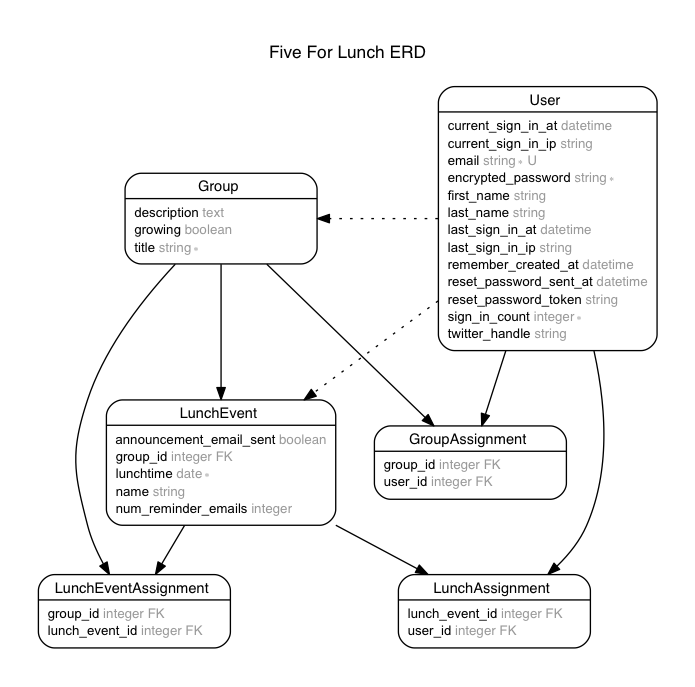 Five For Lunch ERD
User
current_sign_in_at datetime
current_sign_in_ip string
email string * U
encrypted_password string *
first_name string
last_name string
last_sign_in_at datetime
last_sign_in_ip string
remember_created_at datetime
reset_password_sent_at datetime
reset_password_token string
sign_in_count integer *
twitter_handle string
Group
description text
growing boolean
title string *
LunchEvent
announcement_email_sent boolean
group_id integer FK
lunchtime date *
name string
num_reminder_emails integer
GroupAssignment
group_id integer FK
user_id integer FK
LunchEventAssignment
group_id integer FK
lunch_event_id integer FK
LunchAssignment
lunch_event_id integer FK
user_id integer FK